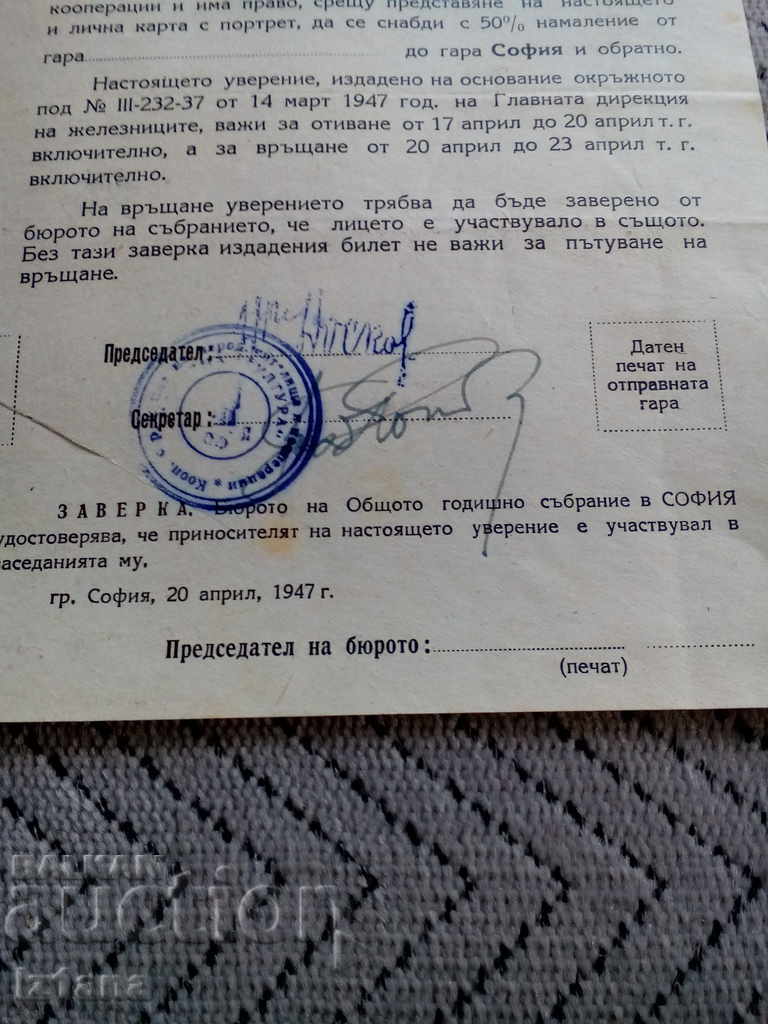 кооперации и има право, срещу представяне на настоящето
и лична карта с портрет, да се снабди с 50% намаление от
гара до гара София и обратно.
Настоящето уверение, издадено на основание окръжното
под № III-232-37 от 14 март 1947 год. на Главната дирекция
на железниците, важи за отиване от 17 април до 20 април т. г.
включително, а за връщане от 20 април до 23 април т. г.
включително.
На връщане уверението трябва да бъде заверено от
бюрото на събранието, че лицето е участвувало в същото.
Без тази заверка издадения билет не важи за пътуване на
връщане.
Председател:
Секретар:
Датен
печат на
отправната
гара
ЗАВЕРКА. Бюрото на Общото годишно събрание в СОФИЯ
удостоверява, че приносителят на настоящето уверение е участвувал в
заседанията му.
гр. София, 20 април, 1947 г.
Председател на бюрото:
(печат)
BALKAN
auction
Iz1ana